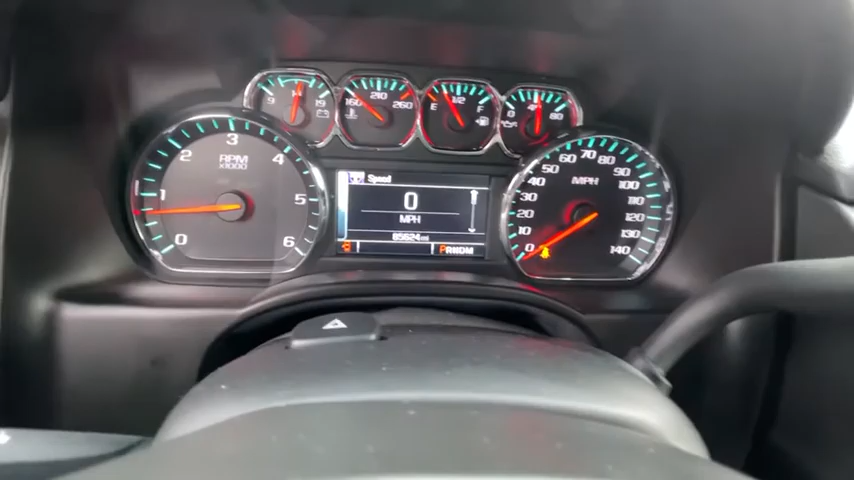 9 14 19
160 210 260
E 1/2 F
0 40 80
0 1 2 3 4 5 6
RPM
x1000
Speed
0
MPH
85624 mi
PRNDM
MPH
0 10 20 30 40 50 60 70 80 90 100 110 120 130 140